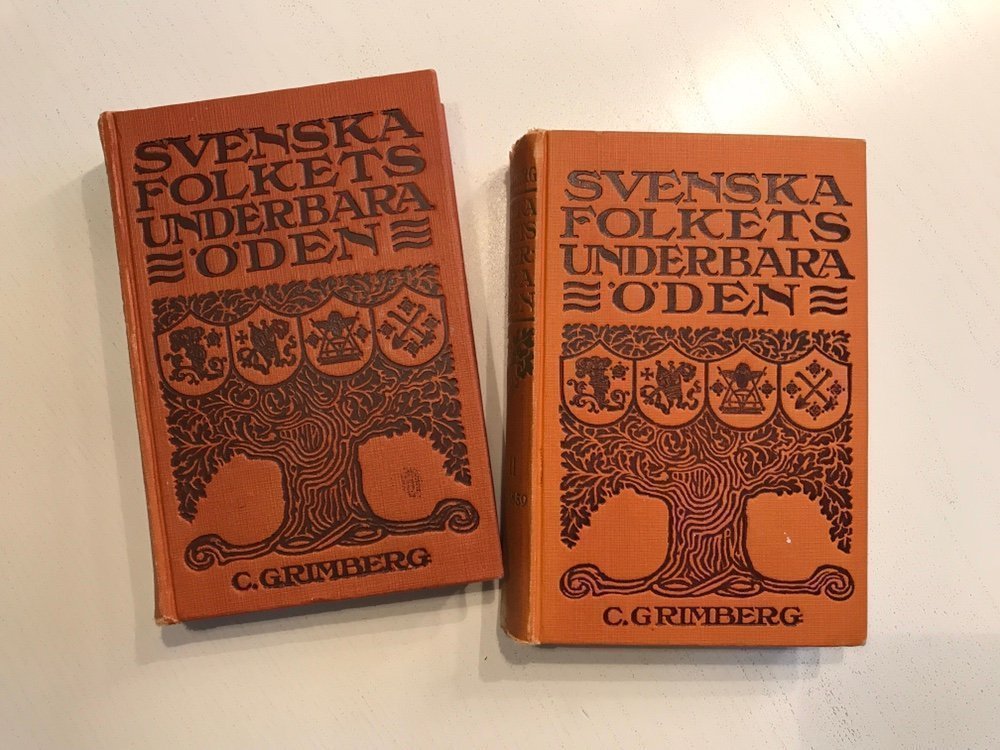 SVENSKA
FOLKETS
UNDERBARA
ÖDEN
C. GRIMBERG
SVENSKA
FOLKETS
UNDERBARA
ÖDEN
C. GRIMBERG